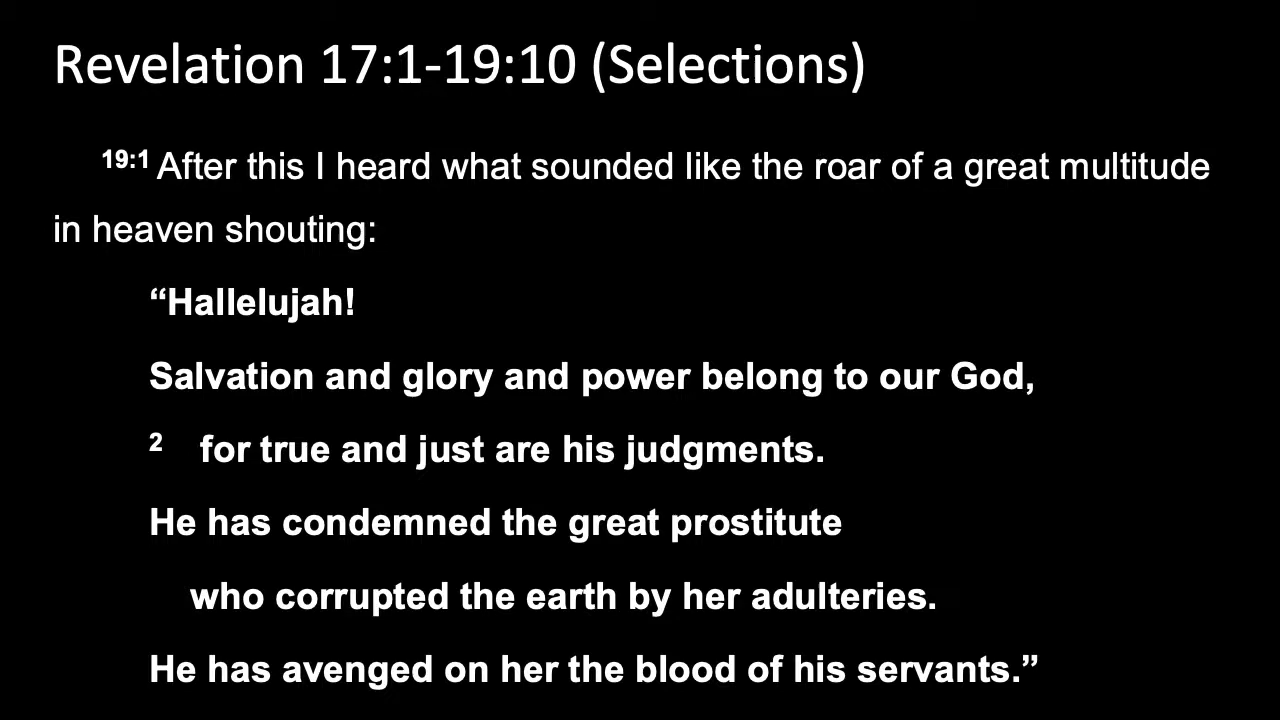 Revelation 17:1-19:10 (Selections)
19:1 After this I heard what sounded like the roar of a great multitude
in heaven shouting:
“Hallelujah!
Salvation and glory and power belong to our God,
2 for true and just are his judgments.
He has condemned the great prostitute
who corrupted the earth by her adulteries.
He has avenged on her the blood of his servants.”